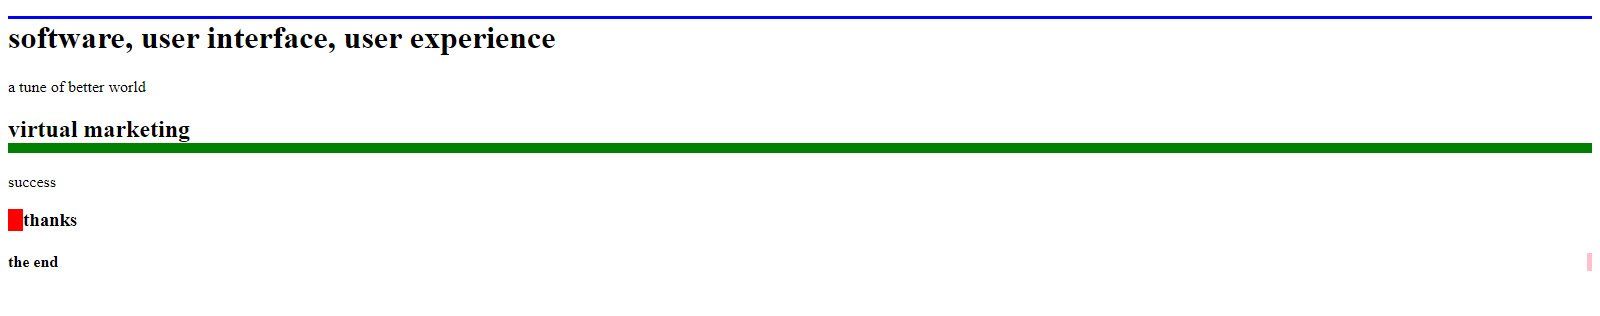 software, user interface, user experience
a tune of better world
virtual marketing
success
thanks
the end